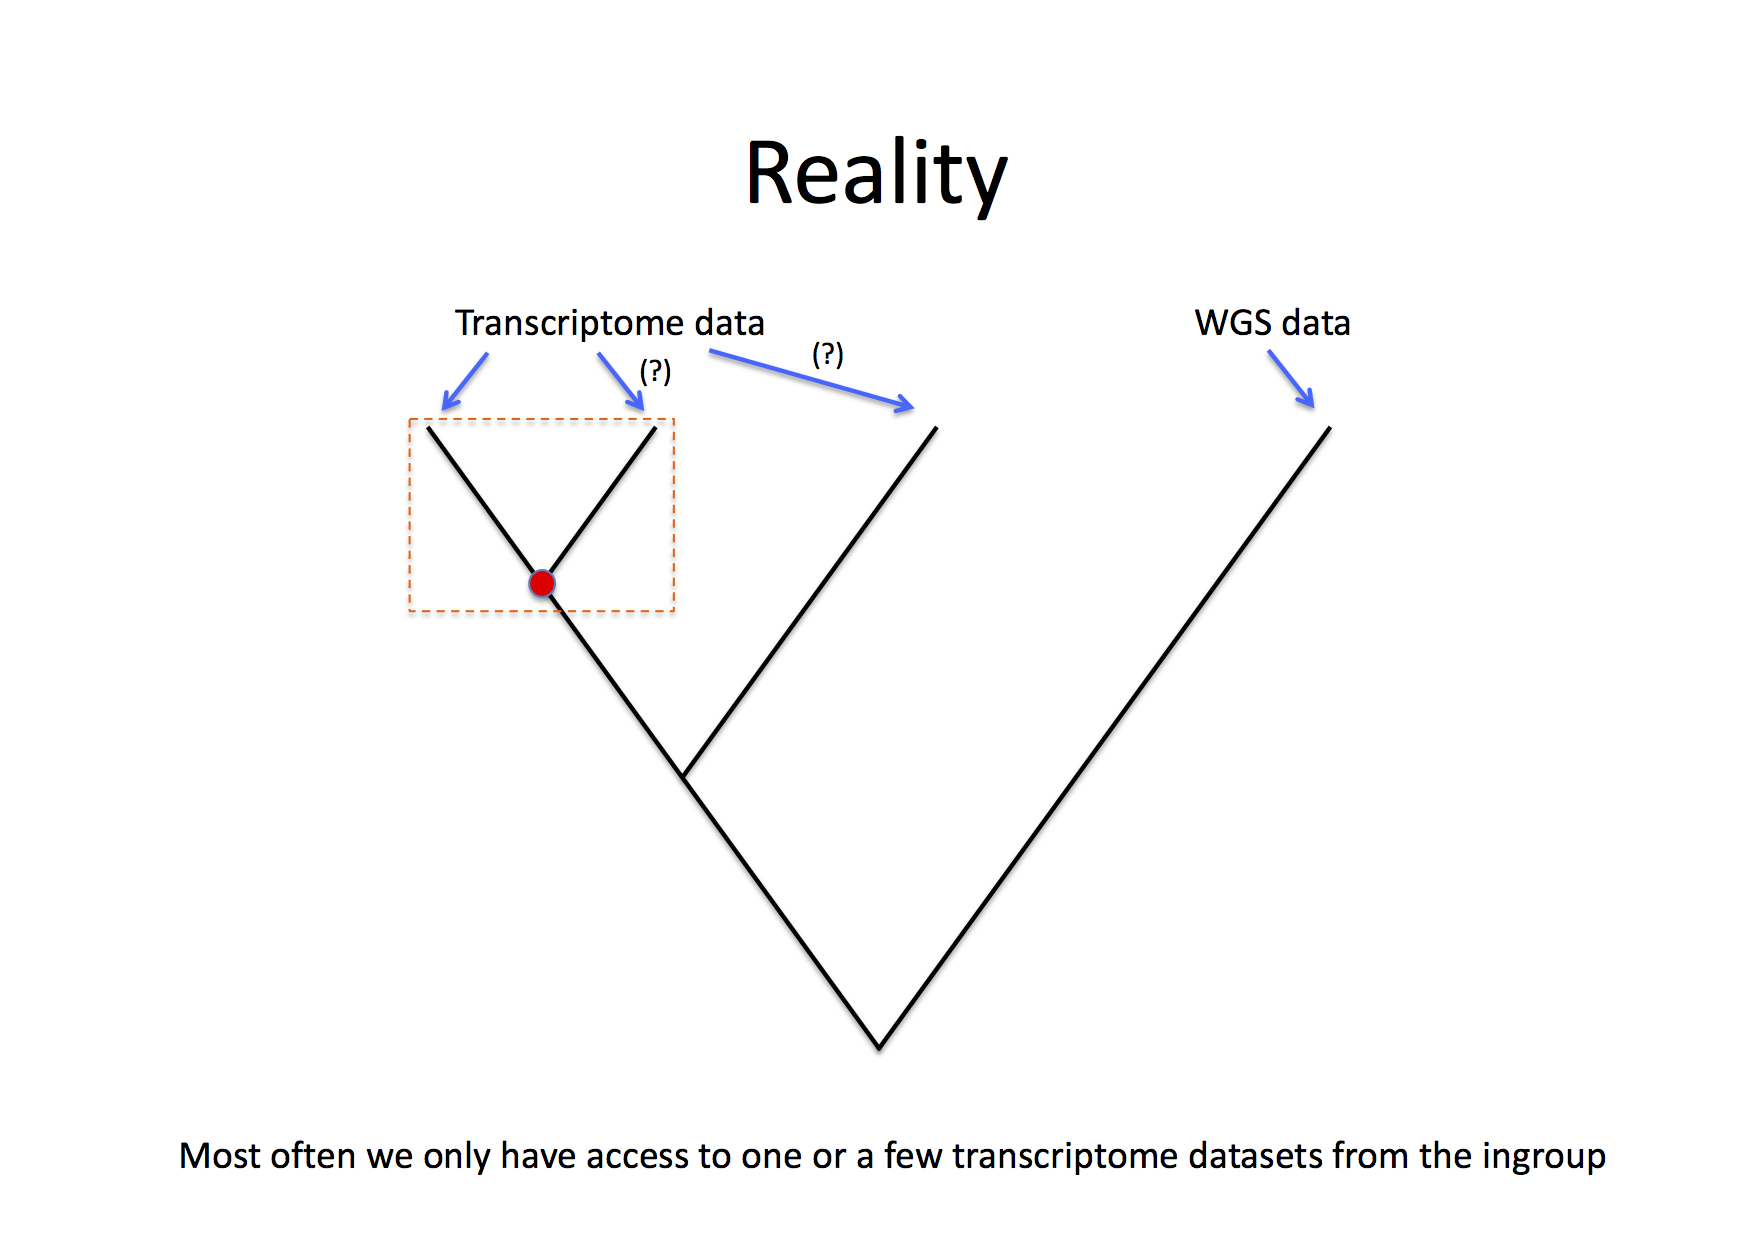 Reality
Transcriptome data
WGS data
(?)
(?)
Most often we only have access to one or a few transcriptome datasets from the ingroup